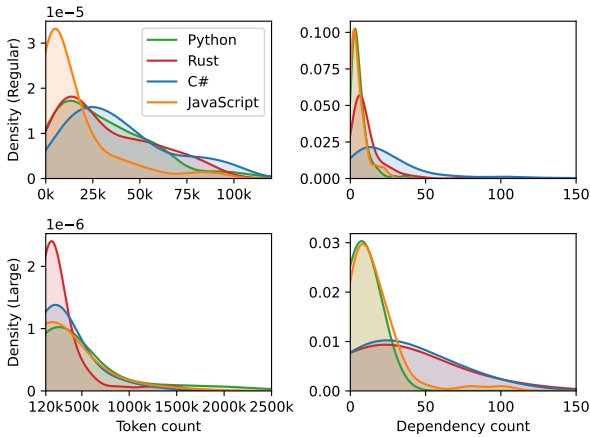 1e−5
Density (Regular)
3
2
1
0
0k
25k
50k
75k
100k
Python
Rust
C#
JavaScript
0.100
0.075
0.050
0.025
0.000
0
50
100
150
1e−6
Density (Large)
2
1
0
120k
500k
1000k
1500k
2000k
2500k
Token count
0.03
0.02
0.01
0.00
0
50
100
150
Dependency count